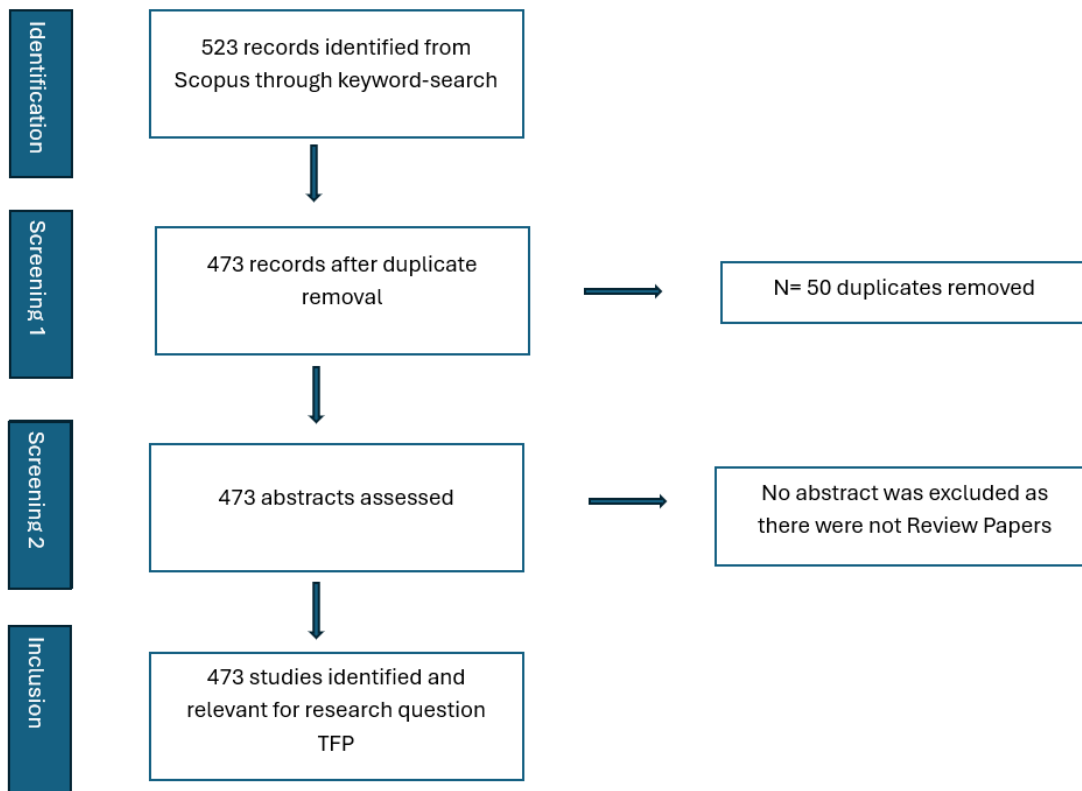 Identification
523 records identified from
Scopus through keyword-search
Screening 1
473 records after duplicate
removal
N= 50 duplicates removed
Screening 2
473 abstracts assessed
No abstract was excluded as
there were not Review Papers
Inclusion
473 studies identified and
relevant for research question
TFP